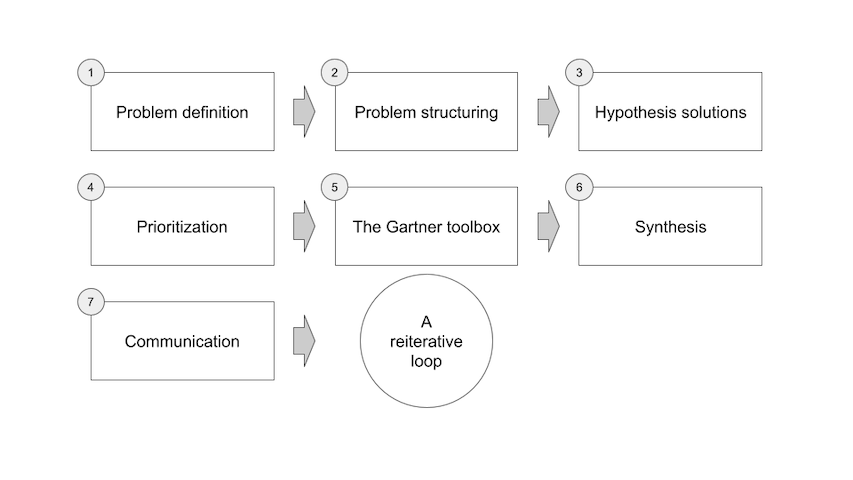 1
Problem definition
2
Problem structuring
3
Hypothesis solutions
4
Prioritization
5
The Gartner toolbox
6
Synthesis
7
Communication
A
reiterative
loop